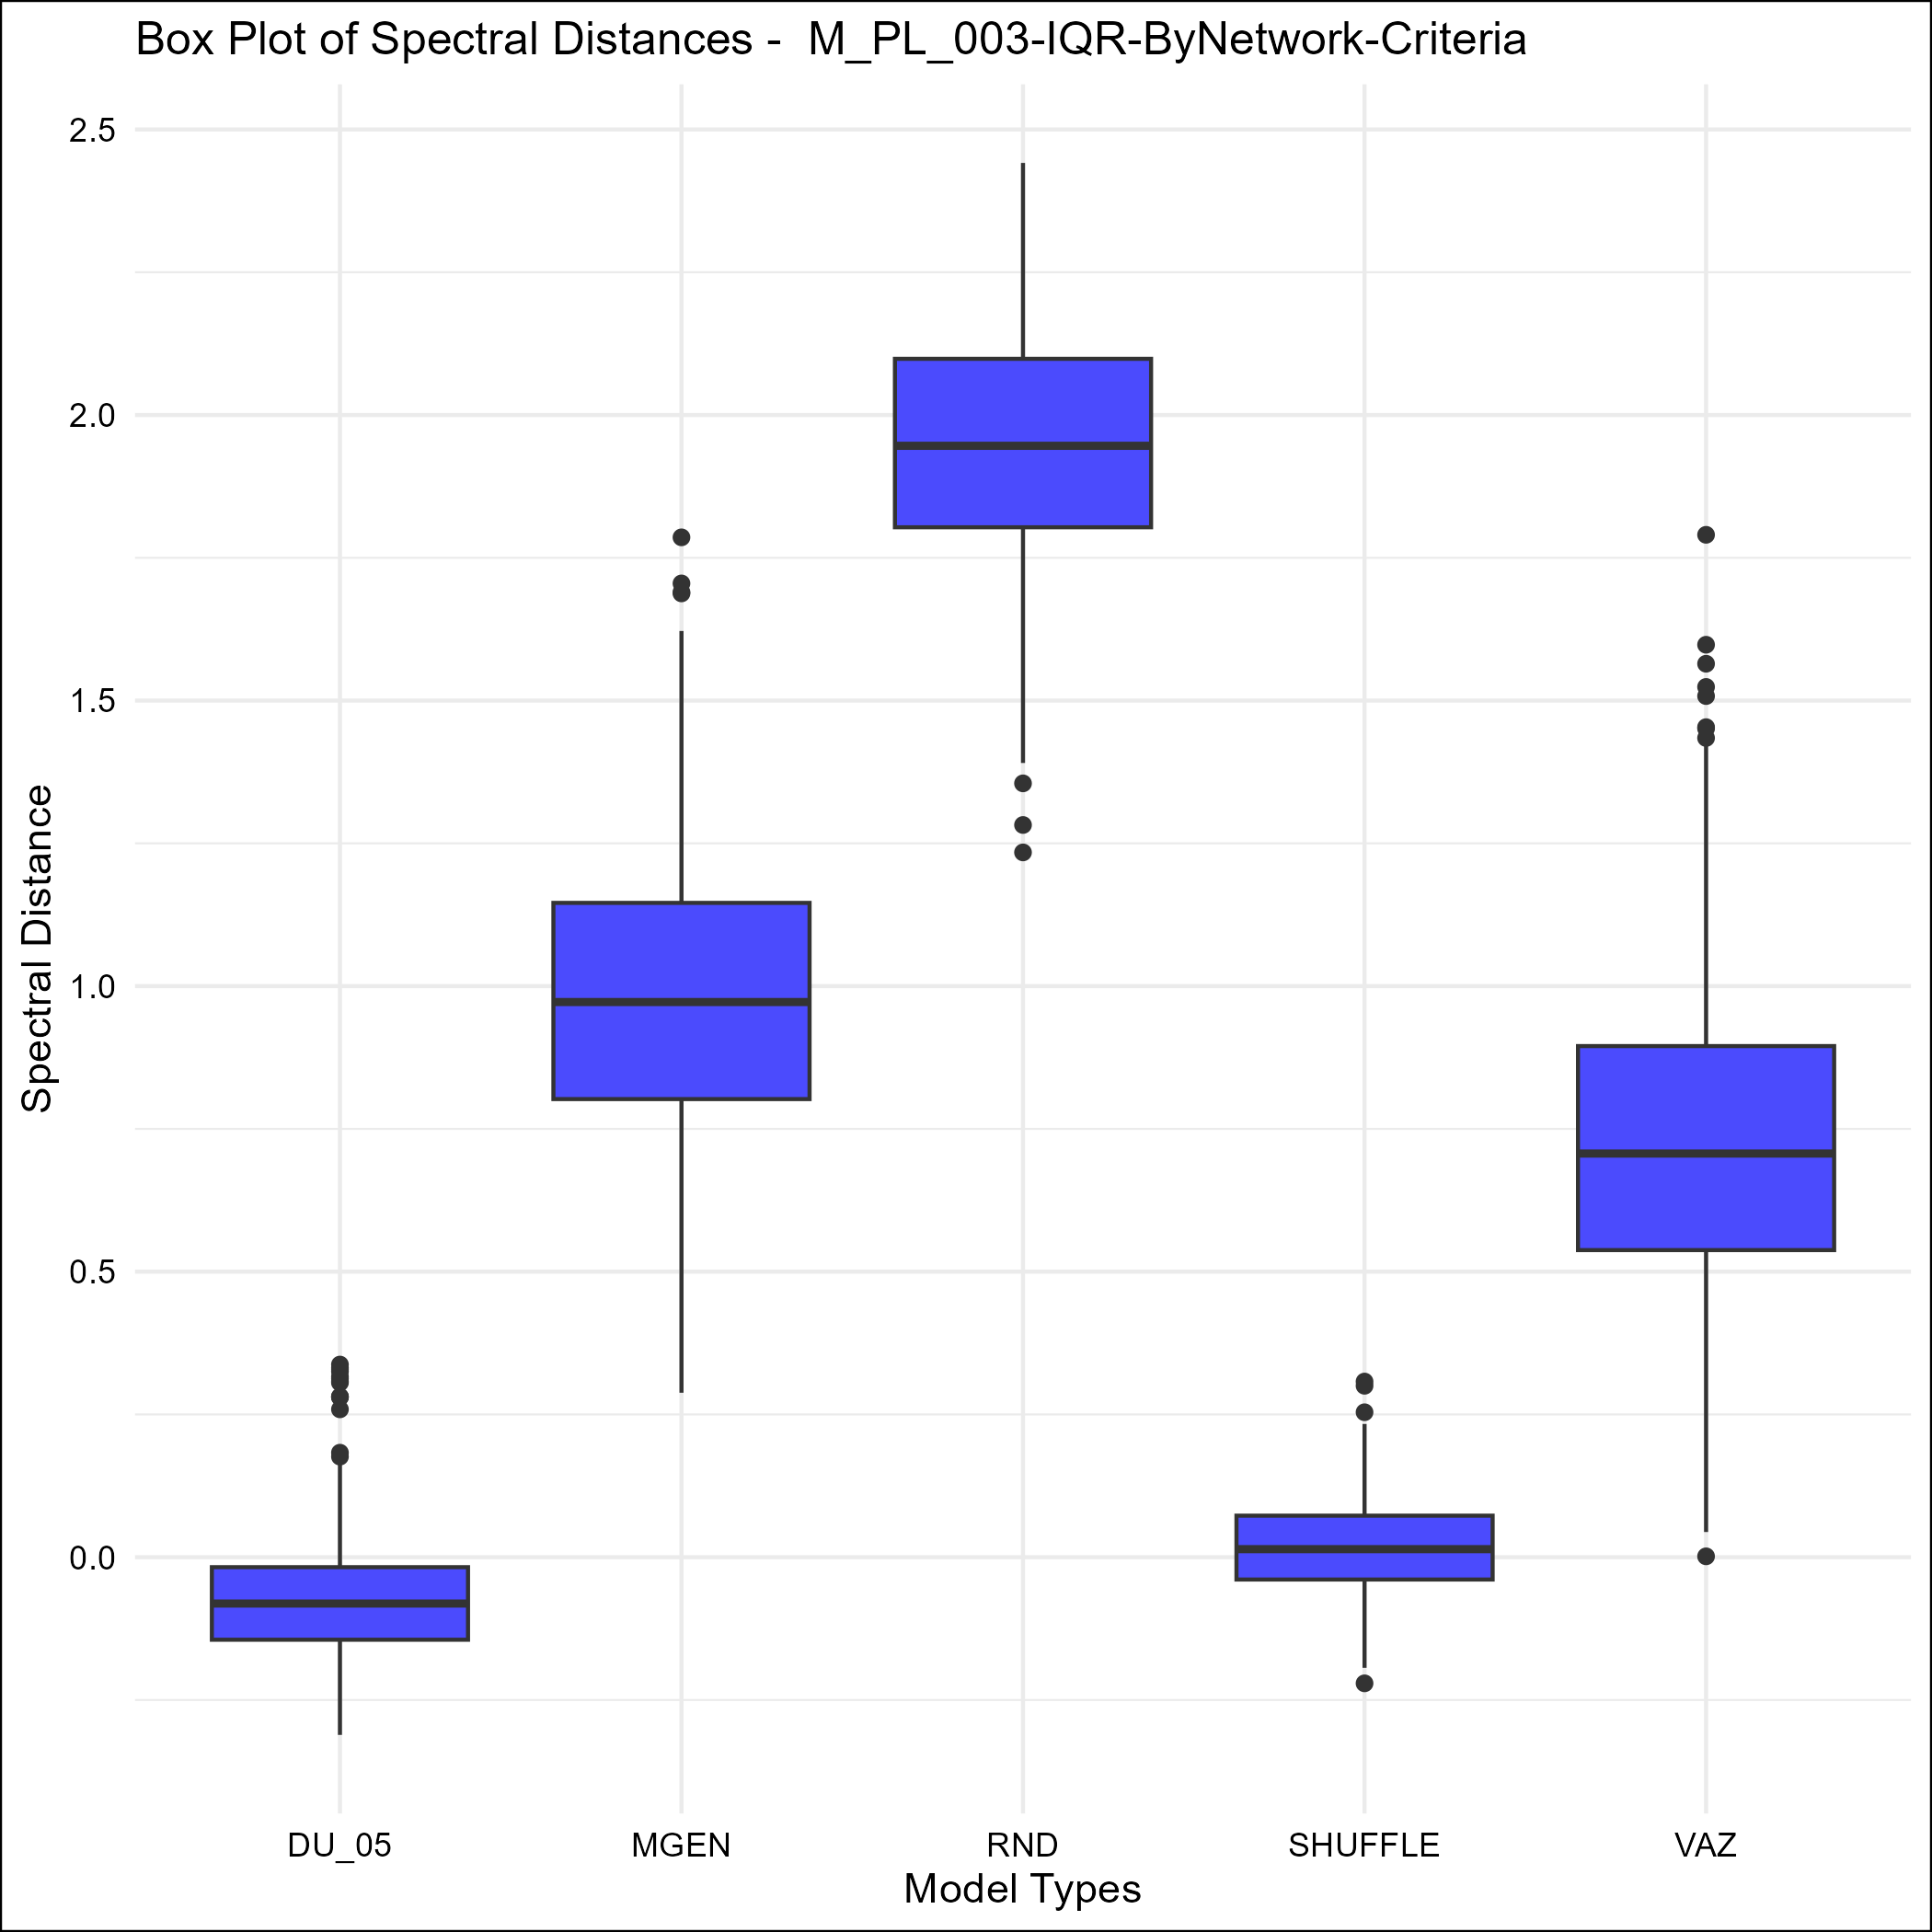 Box Plot of Spectral Distances -  M_PL_003-IQR-ByNetwork-Criteria
Spectral Distance
2.5
2.0
1.5
1.0
0.5
0.0
DU_05 MGEN RND SHUFFLE VAZ
Model Types